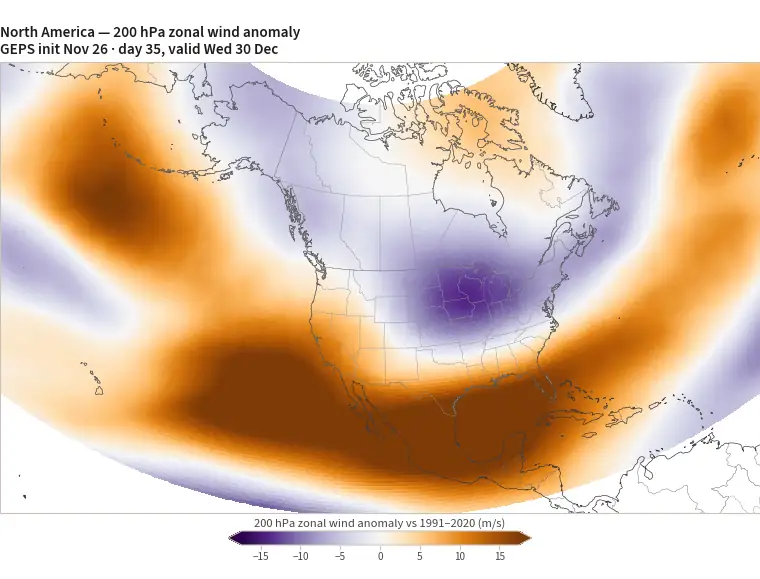 North America — 200 hPa zonal wind anomaly
GEPS init Nov 26 · day 35, valid Wed 30 Dec
200 hPa zonal wind anomaly vs 1991–2020 (m/s)
−15 −10 −5 0 5 10 15